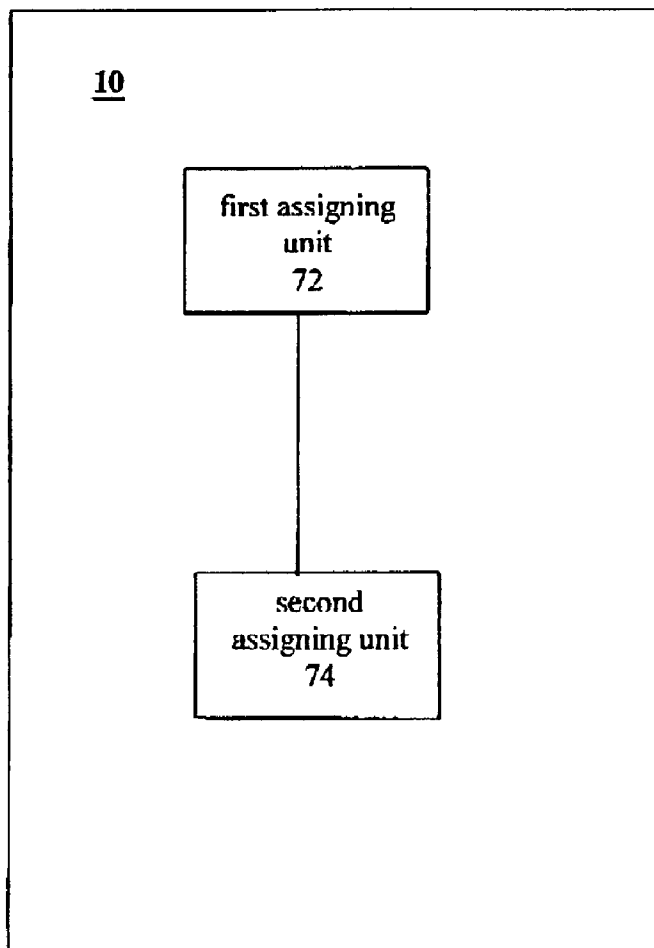 10
first assigning
unit
72
second
assigning unit
74